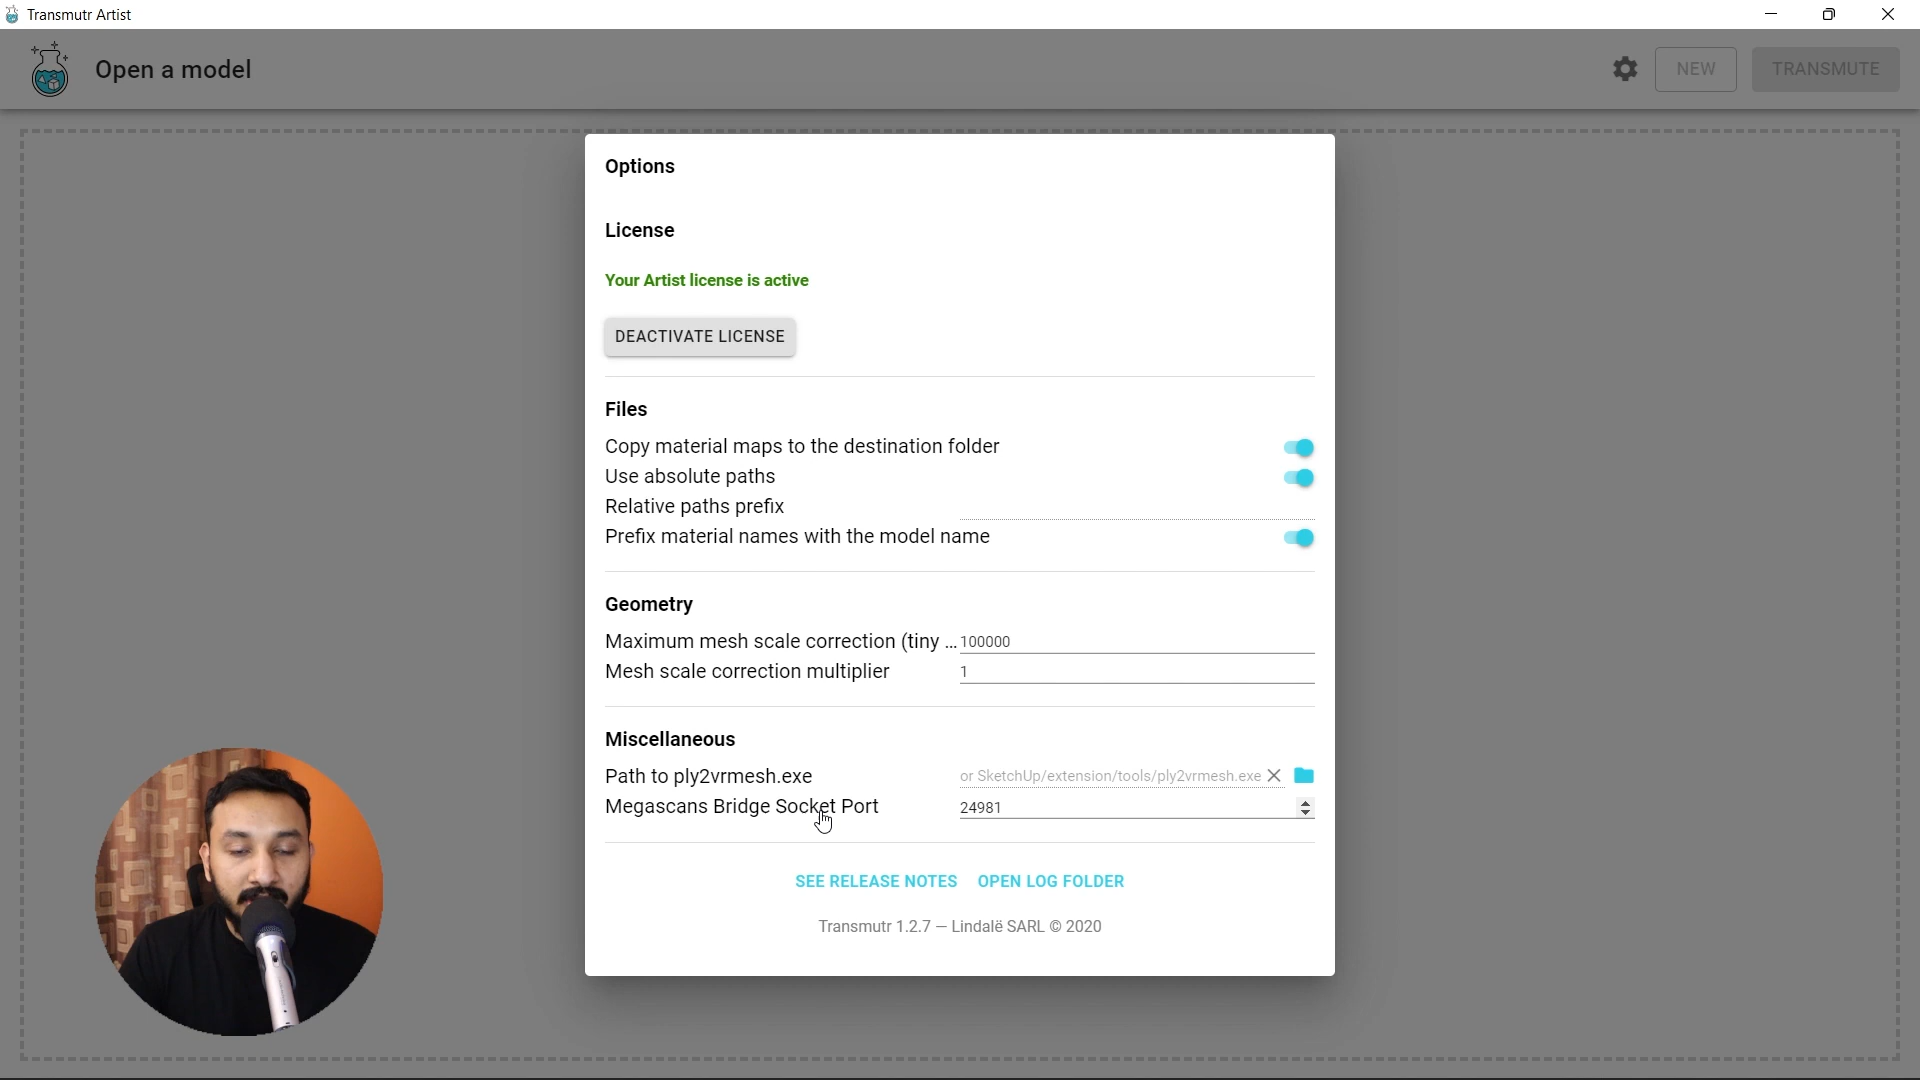 Transmutr Artist
Open a model
NEW
TRANSMUTE
Options
License
Your Artist license is active
DEACTIVATE LICENSE
Files
Copy material maps to the destination folder
Use absolute paths
Relative paths prefix
Prefix material names with the model name
Geometry
Maximum mesh scale correction (tiny ... 100000
Mesh scale correction multiplier 1
Miscellaneous
Path to ply2vrmesh.exe or SketchUp/extension/tools/ply2vrmesh.exe
Megascans Bridge Socket Port 24981
SEE RELEASE NOTES OPEN LOG FOLDER
Transmutr 1.2.7 — Lindalë SARL © 2020